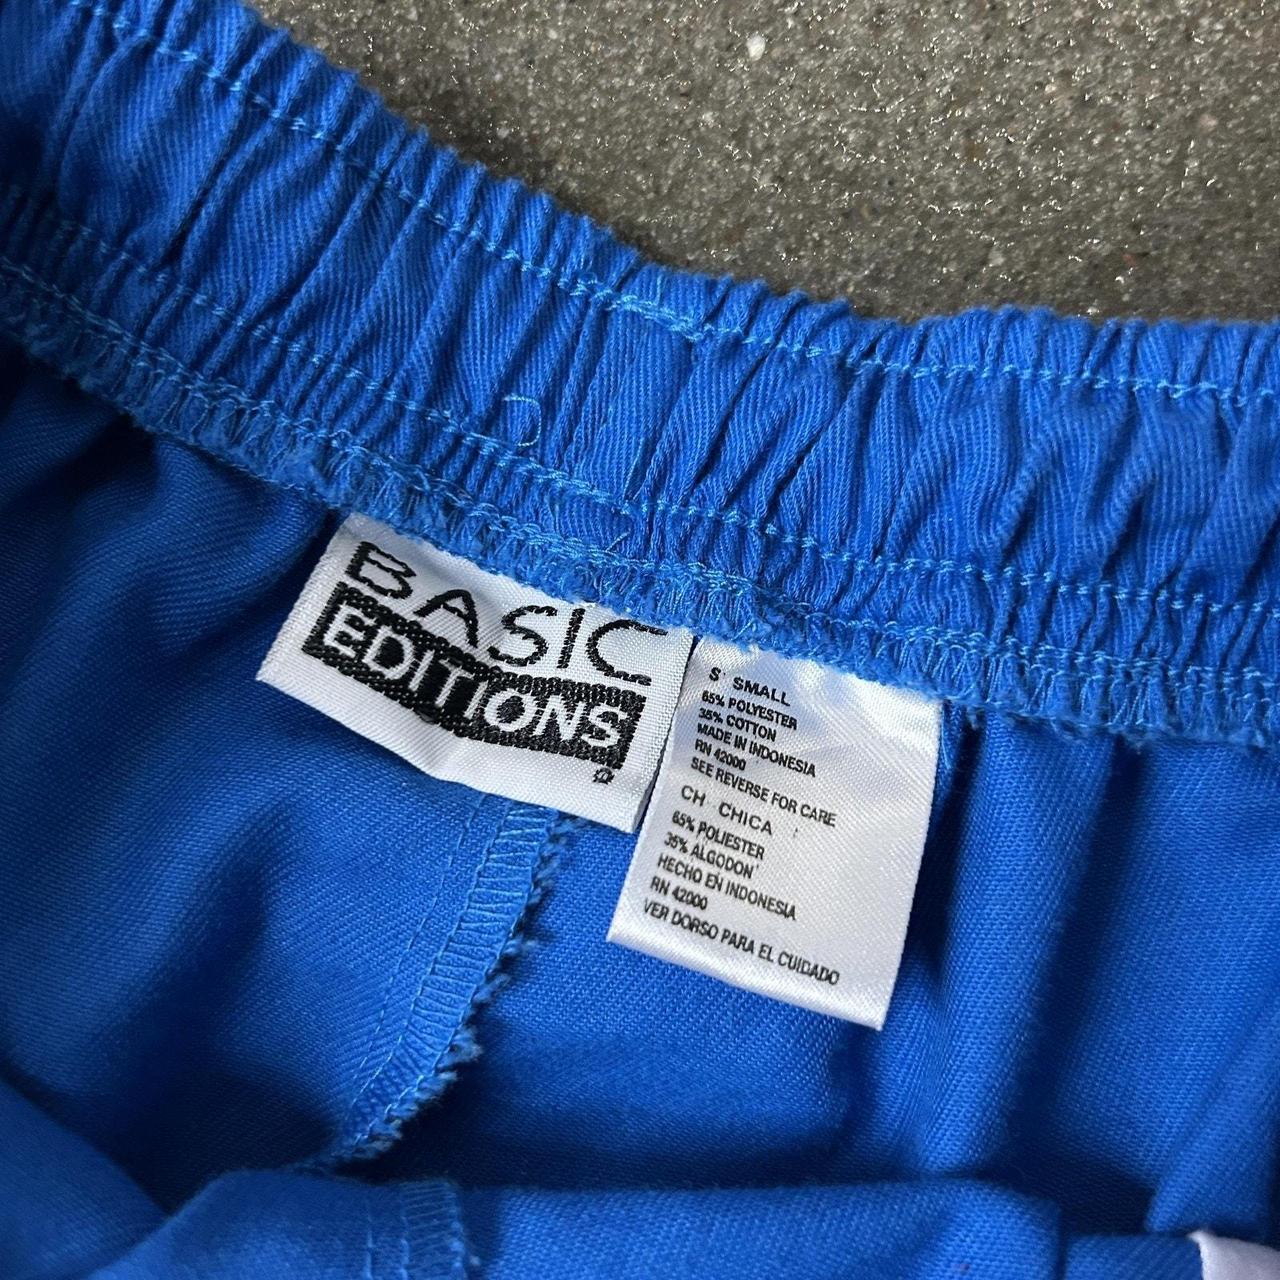 BASIC
EDITIONS
®
S SMALL
65% POLYESTER
35% COTTON
MADE IN INDONESIA
RN 42000
SEE REVERSE FOR CARE
CH CHICA
65% POLIESTER
35% ALGODON
HECHO EN INDONESIA
RN 42000
VER DORSO PARA EL CUIDADO